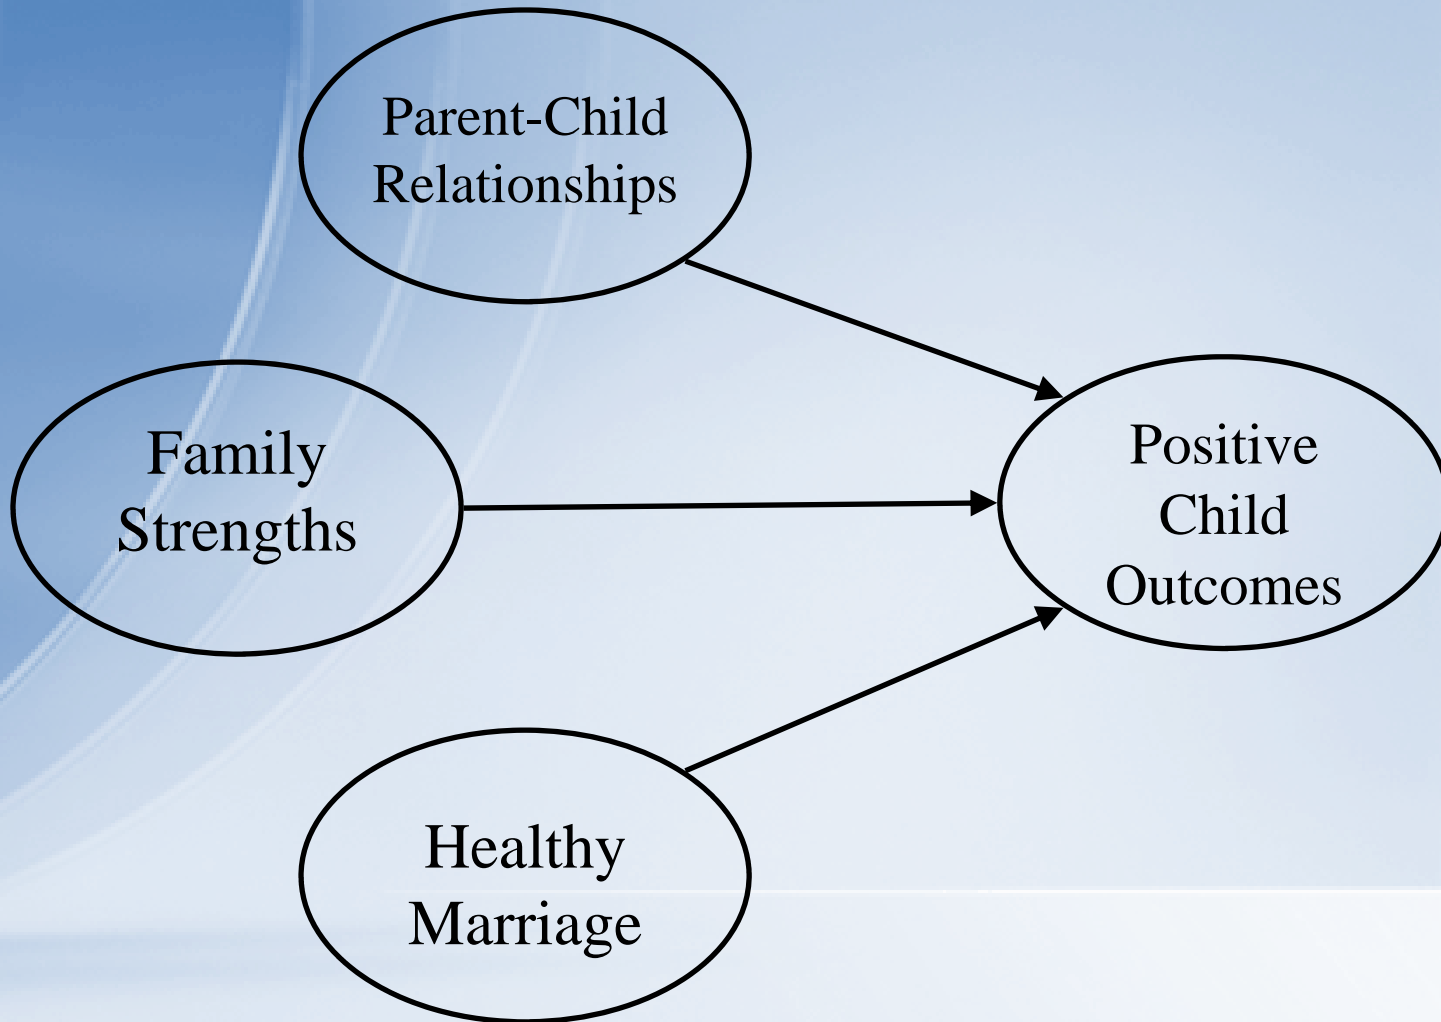 Parent-Child
Relationships
Family
Strengths
Positive
Child
Outcomes
Healthy
Marriage